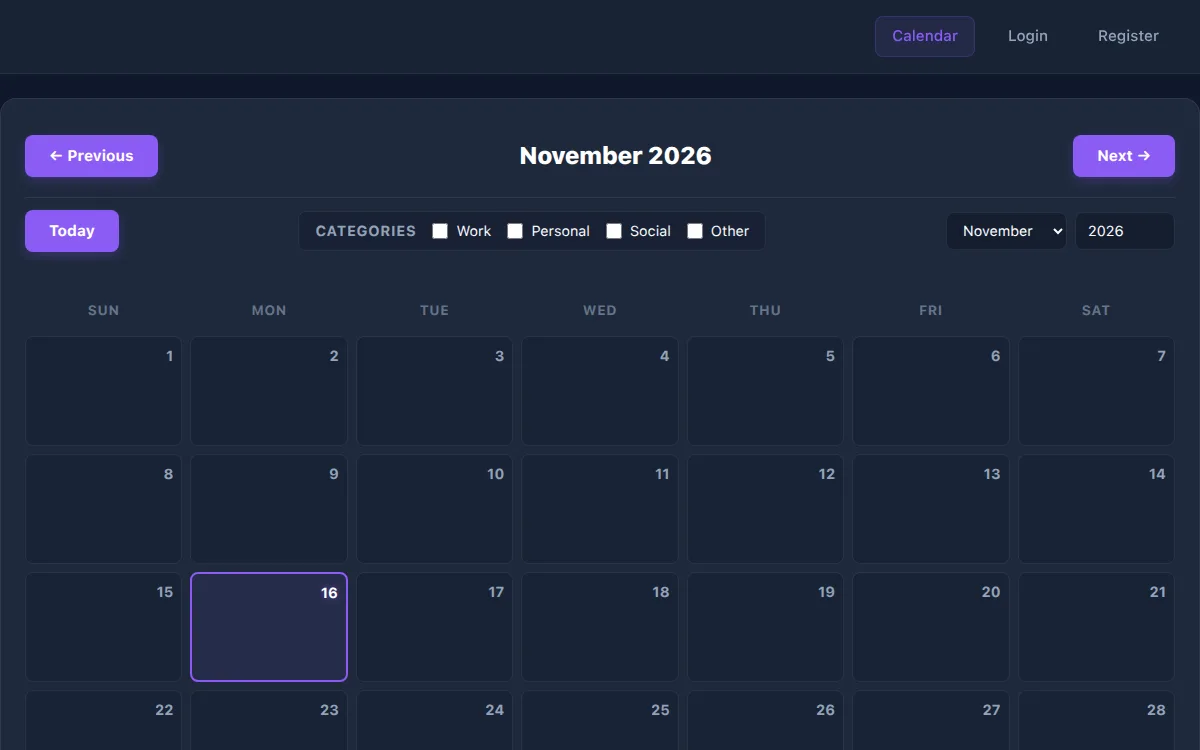 Calendar Login Register
← Previous November 2026 Next →
Today CATEGORIES Work Personal Social Other November 2026
SUN MON TUE WED THU FRI SAT
1 2 3 4 5 6 7
8 9 10 11 12 13 14
15 16 17 18 19 20 21
22 23 24 25 26 27 28